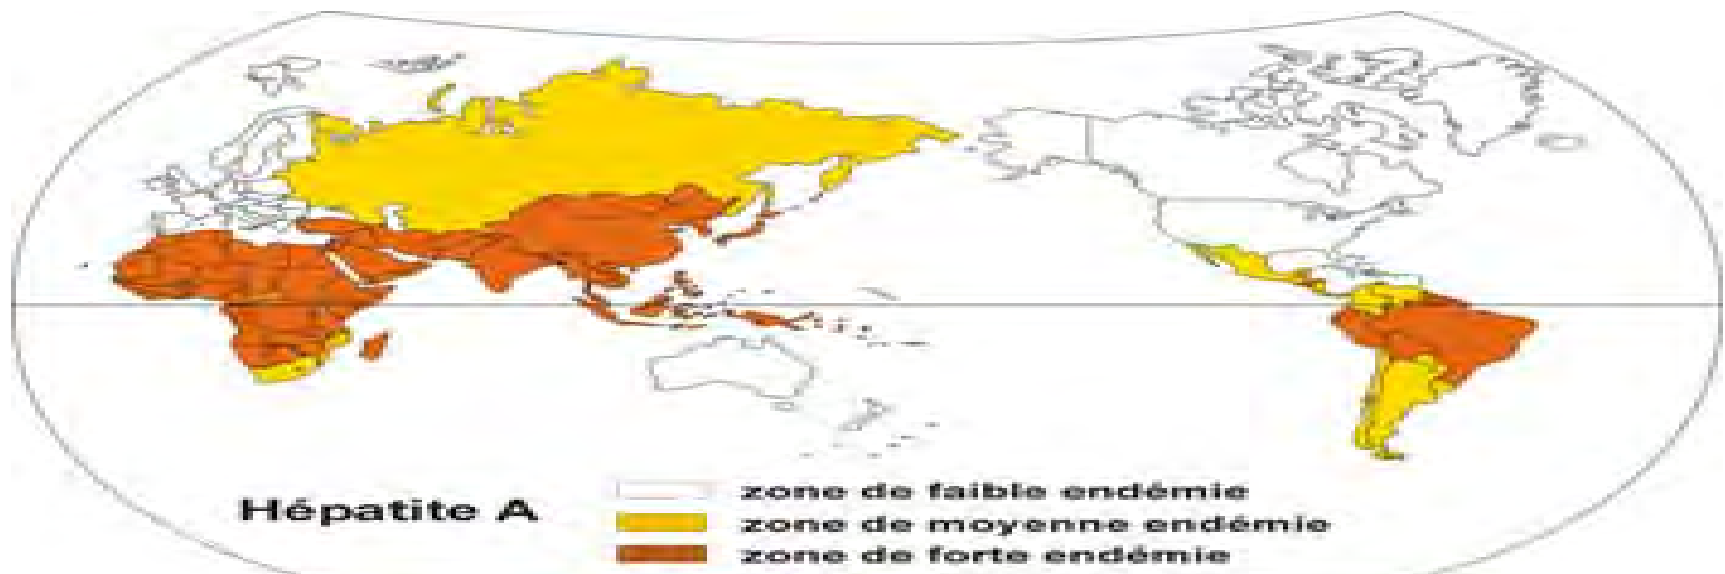 Hépatite A
zone de faible endémie
zone de moyenne endémie
zone de forte endémie